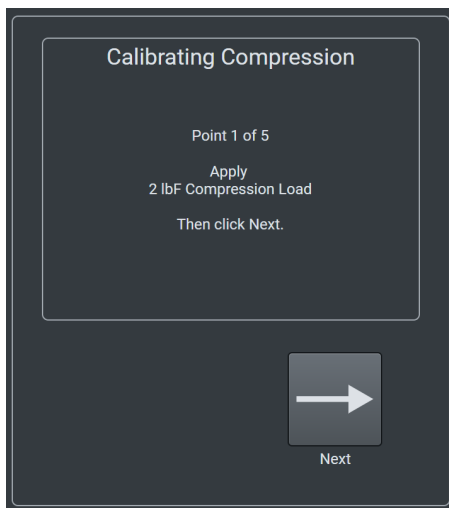 Calibrating Compression
Point 1 of 5
Apply
2 lbF Compression Load
Then click Next.
Next